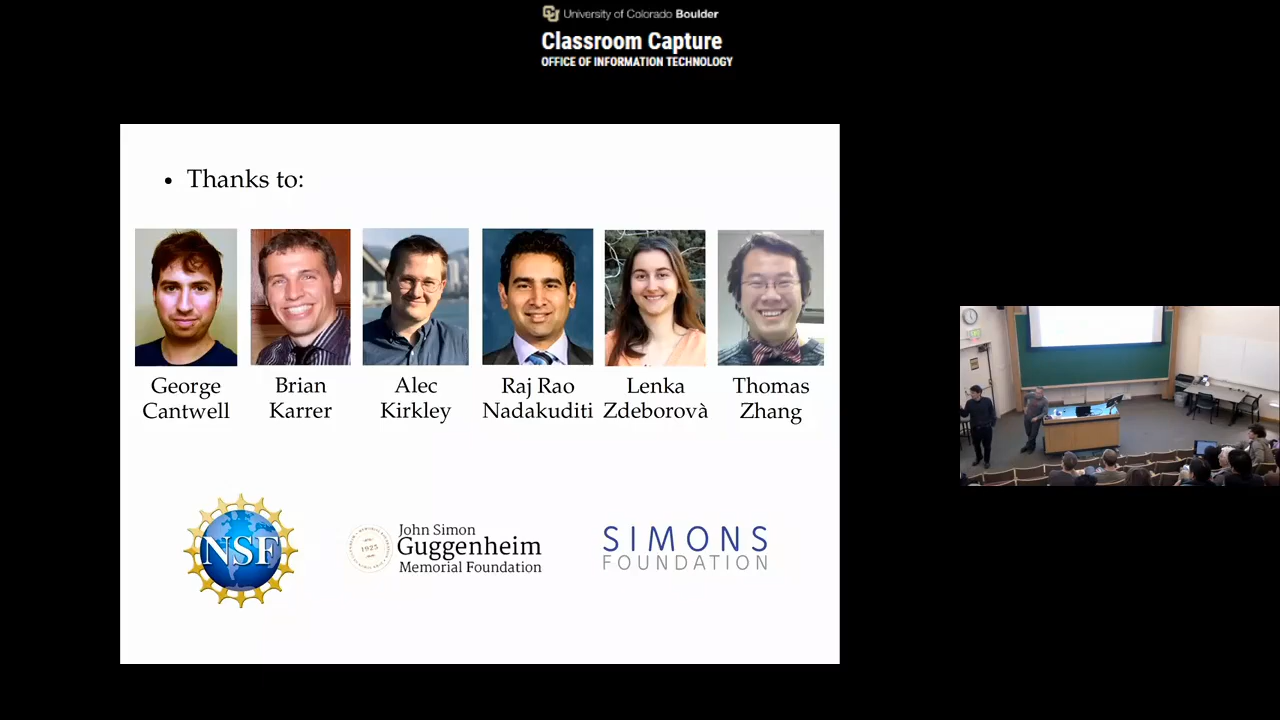 University of Colorado Boulder
Classroom Capture
OFFICE OF INFORMATION TECHNOLOGY
• Thanks to:
George Cantwell
Brian Karrer
Alec Kirkley
Raj Rao Nadakuditi
Lenka Zdeborovà
Thomas Zhang
NSF
1925
John Simon
Guggenheim
Memorial Foundation
SIMONS
FOUNDATION